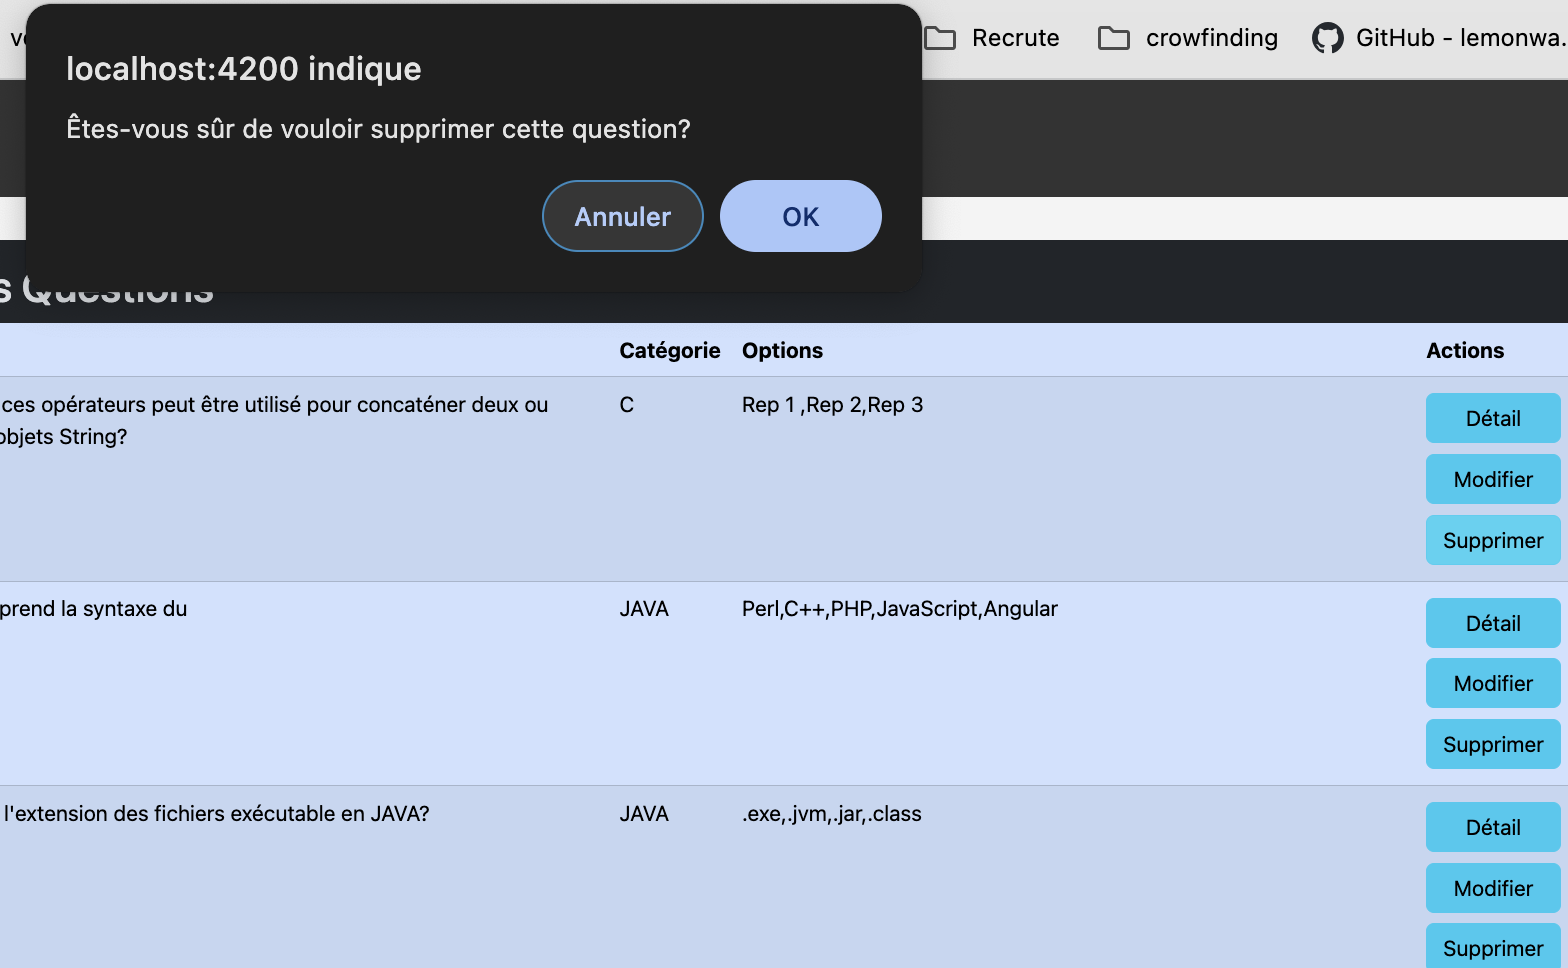 Recrute crowfinding GitHub - lemonwa.
localhost:4200 indique
Êtes-vous sûr de vouloir supprimer cette question?
Annuler OK
s Questions
Catégorie Options Actions
ces opérateurs peut être utilisé pour concaténer deux ou C Rep 1 ,Rep 2,Rep 3 Détail
objets String?
Modifier
Supprimer
prend la syntaxe du JAVA Perl,C++,PHP,JavaScript,Angular Détail
Modifier
Supprimer
l'extension des fichiers exécutable en JAVA? JAVA .exe,.jvm,.jar,.class Détail
Modifier
Supprimer